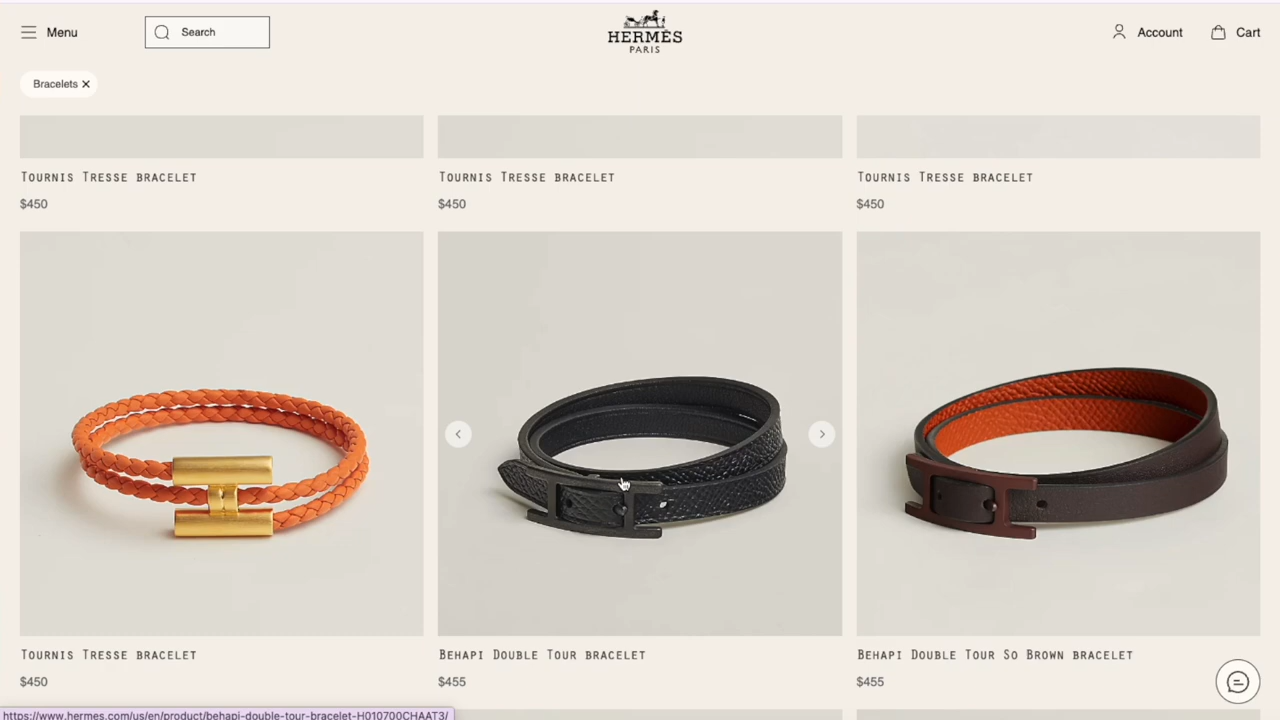 Menu
Search
HERMÈS
PARIS
Account
Cart
Bracelets
Tournis Tresse bracelet
$450
Tournis Tresse bracelet
$450
Tournis Tresse bracelet
$450
Tournis Tresse bracelet
$450
Behapi Double Tour bracelet
$455
Behapi Double Tour So Brown bracelet
$455
https://www.hermes.com/us/en/product/behapi-double-tour-bracelet-H010700CHAAT3/